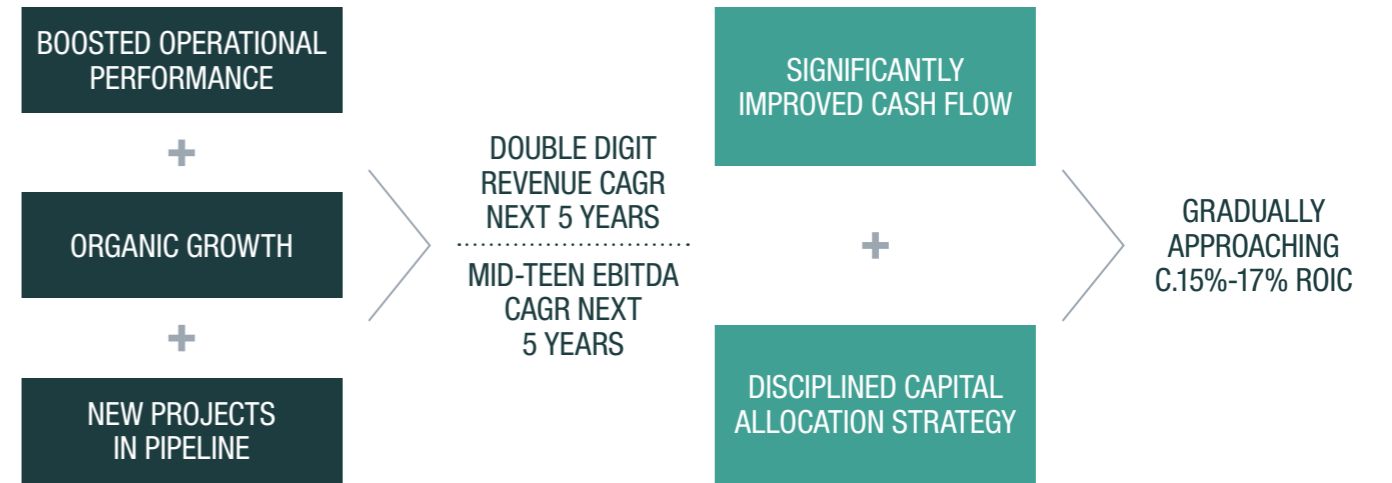 BOOSTED OPERATIONAL
PERFORMANCE
+
ORGANIC GROWTH
+
NEW PROJECTS
IN PIPELINE
DOUBLE DIGIT
REVENUE CAGR
NEXT 5 YEARS
MID-TEEN EBITDA
CAGR NEXT
5 YEARS
SIGNIFICANTLY
IMPROVED CASH FLOW
+
DISCIPLINED CAPITAL
ALLOCATION STRATEGY
GRADUALLY
APPROACHING
C.15%-17% ROIC